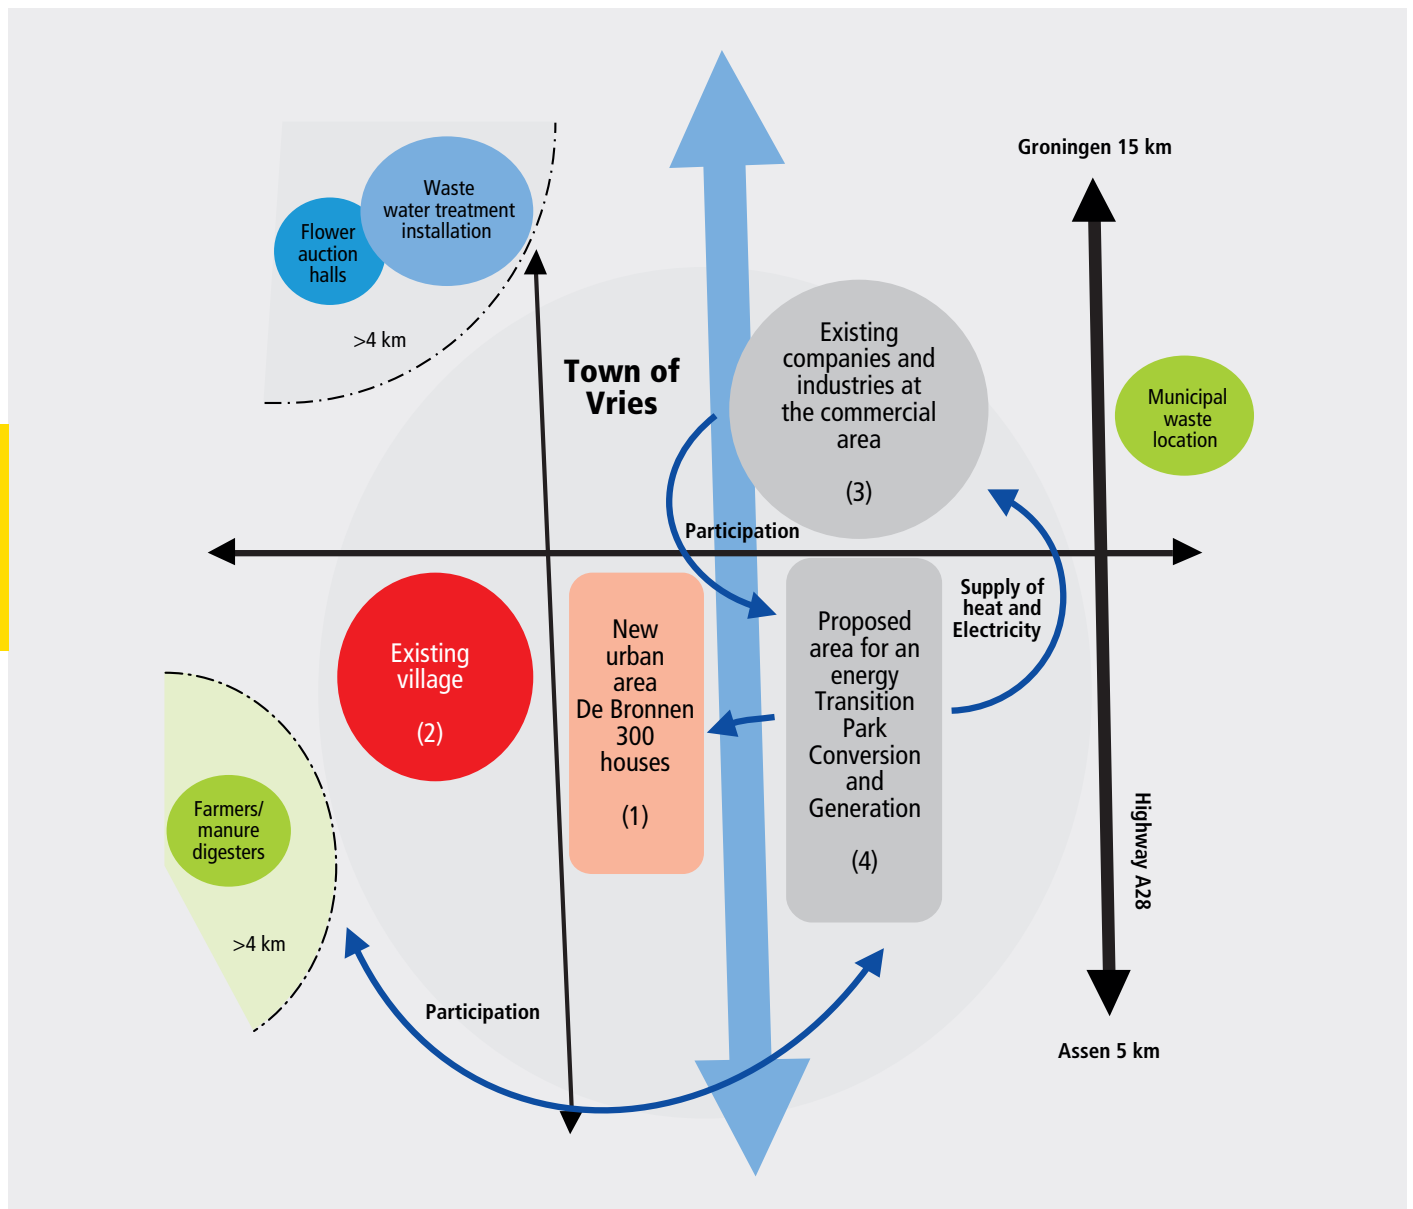 Groningen 15 km
Waste
water treatment
installation
Flower
auction
halls
>4 km
Town of
Vries
Existing
companies and
industries at
the commercial
area
(3)
Municipal
waste
location
Participation
Supply of
heat and
Electricity
Existing
village
(2)
New
urban
area
De Bronnen
300
houses
(1)
Proposed
area for an
energy
Transition
Park
Conversion
and
Generation
(4)
Farmers/
manure
digesters
>4 km
Highway A28
Participation
Assen 5 km